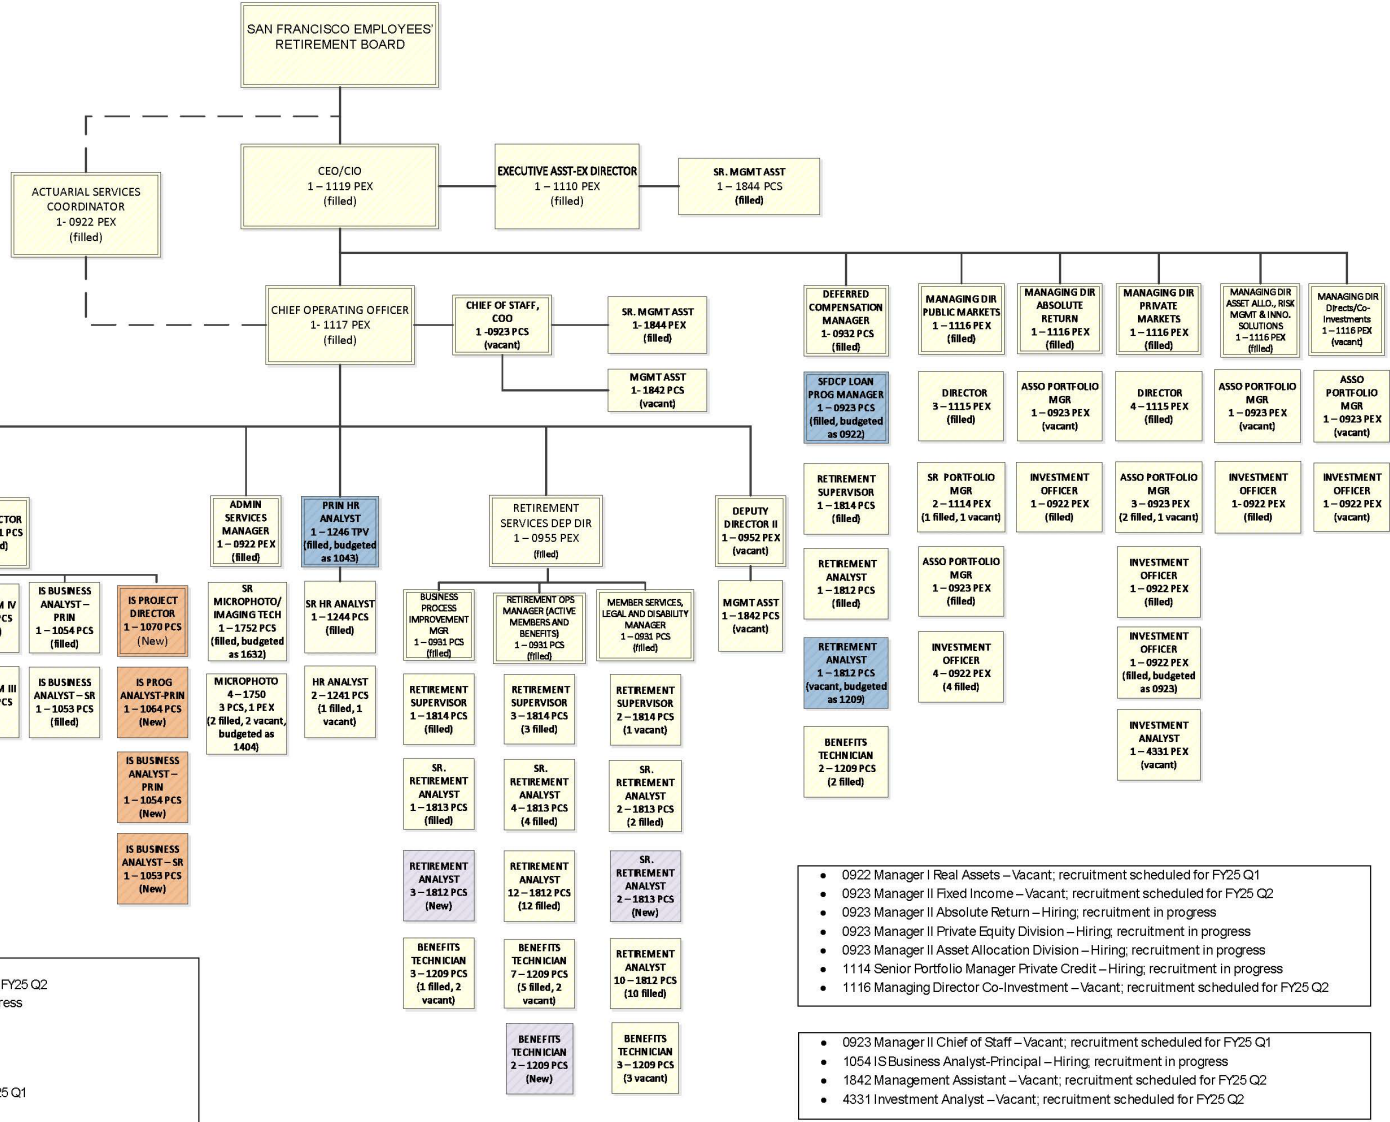 SAN FRANCISCO EMPLOYEES'
RETIREMENT BOARD
CEO/CIO
1 – 1119 PEX
(filled)
EXECUTIVE ASST-EX DIRECTOR
1 – 1110 PEX
(filled)
SR. MGMT ASST
1 – 1844 PCS
(filled)
ACTUARIAL SERVICES
COORDINATOR
1- 0922 PEX
(filled)
CHIEF OPERATING OFFICER
1- 1117 PEX
(filled)
CHIEF OF STAFF,
COO
1 -0923 PCS
(vacant)
SR. MGMT ASST
1- 1844 PEX
(filled)
MGMT ASST
1- 1842 PCS
(vacant)
DEFERRED
COMPENSATION
MANAGER
1- 0932 PCS
(filled)
MANAGING DIR
PUBLIC MARKETS
1 – 1116 PEX
(filled)
MANAGING DIR
ABSOLUTE
RETURN
1 – 1116 PEX
(filled)
MANAGING DIR
PRIVATE
MARKETS
1 – 1116 PEX
(filled)
MANAGING DIR
ASSET ALLO., RISK
MGMT & INNO.
SOLUTIONS
1 – 1116 PEX
(filled)
MANAGING DIR
Directs/Co-
Investments
1 – 1116 PEX
(vacant)
SFDCP LOAN
PROG MANAGER
1 – 0923 PCS
(filled, budgeted
as 0922)
DIRECTOR
3 – 1115 PEX
(filled)
ASSO PORTFOLIO
MGR
1 – 0923 PCS
(vacant)
DIRECTOR
4 – 1115 PEX
(filled)
ASSO PORTFOLIO
MGR
1 – 0923 PCS
(vacant)
ASSO
PORTFOLIO
MGR
1 – 0923 PCS
(vacant)
RETIREMENT
SUPERVISOR
1 – 1814 PCS
(filled)
SR PORTFOLIO
MGR
2 – 1114 PEX
(1 filled, 1 vacant)
INVESTMENT
OFFICER
1 – 0922 PEX
(filled)
ASSO PORTFOLIO
MGR
3 – 0923 PEX
(2 filled, 1 vacant)
INVESTMENT
OFFICER
1- 0922 PEX
(filled)
INVESTMENT
OFFICER
1 – 0922 PEX
(vacant)
RETIREMENT
ANALYST
1 – 1812 PCS
(filled)
ASSO PORTFOLIO
MGR
1 – 0923 PEX
(filled)
INVESTMENT
OFFICER
1 – 0922 PEX
(filled)
RETIREMENT
ANALYST
1 – 1812 PCS
(vacant, budgeted
as 1209)
INVESTMENT
OFFICER
4 – 0922 PEX
(4 filled)
INVESTMENT
OFFICER
1 – 0922 PEX
(filled, budgeted
as 0923)
BENEFITS
TECHNICIAN
2 – 1209 PCS
(2 filled)
INVESTMENT
ANALYST
1 – 4331 PEX
(vacant)
CTOR
1 PCS
d)
ADMIN
SERVICES
MANAGER
1 – 0922 PEX
(filled)
PRIN HR
ANALYST
1 – 1246 TPV
(filled, budgeted
as 1043)
RETIREMENT
SERVICES DEP DIR
1 – 0955 PEX
(filled)
DEPUTY
DIRECTOR II
1 – 0952 PEX
(vacant)
M IV
PCS
)
IS BUSINESS
ANALYST –
PRIN
1 – 1054 PCS
(filled)
IS PROJECT
DIRECTOR
1 – 1070 PCS
(New)
SR
MICROPHOTO/
IMAGING TECH
1 – 1752 PCS
(filled, budgeted
as 1632)
SR HR ANALYST
1 – 1244 PCS
(filled)
BUSINESS
PROCESS
IMPROVEMENT
MGR
1 – 0931 PCS
(filled)
RETIREMENT OPS
MANAGER (ACTIVE
MEMBERS AND
BENEFITS)
1 – 0931 PCS
(filled)
MEMBER SERVICES,
LEGAL AND DISABILITY
MANAGER
1 – 0931 PCS
(filled)
MGMT ASST
1 – 1842 PCS
(vacant)
M III
PCS
IS BUSINESS
ANALYST – SR
1 – 1053 PCS
(filled)
IS PROG
ANALYST-PRIN
1 – 1064 PCS
(New)
MICROPHOTO
4 – 1750
3 PCS, 1 PEX
(2 filled, 2 vacant,
budgeted as
1404)
HR ANALYST
2 – 1241 PCS
(1 filled, 1
vacant)
RETIREMENT
SUPERVISOR
1 – 1814 PCS
(filled)
RETIREMENT
SUPERVISOR
3 – 1814 PCS
(3 filled)
RETIREMENT
SUPERVISOR
2 – 1814 PCS
(1 vacant)
IS BUSINESS
ANALYST –
PRIN
1 – 1054 PCS
(New)
SR.
RETIREMENT
ANALYST
1 – 1813 PCS
(filled)
SR.
RETIREMENT
ANALYST
4 – 1813 PCS
(4 filled)
SR.
RETIREMENT
ANALYST
2 – 1813 PCS
(2 filled)
IS BUSINESS
ANALYST – SR
1 – 1053 PCS
(New)
RETIREMENT
ANALYST
3 – 1812 PCS
(New)
RETIREMENT
ANALYST
12 – 1812 PCS
(12 filled)
SR.
RETIREMENT
ANALYST
2 – 1813 PCS
(New)
BENEFITS
TECHNICIAN
3 – 1209 PCS
(1 filled, 2
vacant)
BENEFITS
TECHNICIAN
7 – 1209 PCS
(5 filled, 2
vacant)
RETIREMENT
ANALYST
10 – 1812 PCS
(10 filled)
BENEFITS
TECHNICIAN
2 – 1209 PCS
(New)
BENEFITS
TECHNICIAN
3 – 1209 PCS
(3 vacant)
FY25 Q2
ress
25 Q1
• 0922 Manager I Real Assets – Vacant; recruitment scheduled for FY25 Q1
• 0923 Manager II Fixed Income – Vacant; recruitment scheduled for FY25 Q2
• 0923 Manager II Absolute Return – Hiring; recruitment in progress
• 0923 Manager II Private Equity Division – Hiring; recruitment in progress
• 0923 Manager II Asset Allocation Division – Hiring; recruitment in progress
• 1114 Senior Portfolio Manager Private Credit – Hiring; recruitment in progress
• 1116 Managing Director Co-Investment – Vacant; recruitment scheduled for FY25 Q2
• 0923 Manager II Chief of Staff – Vacant; recruitment scheduled for FY25 Q1
• 1054 IS Business Analyst-Principal – Hiring; recruitment in progress
• 1842 Management Assistant – Vacant; recruitment scheduled for FY25 Q2
• 4331 Investment Analyst – Vacant; recruitment scheduled for FY25 Q2